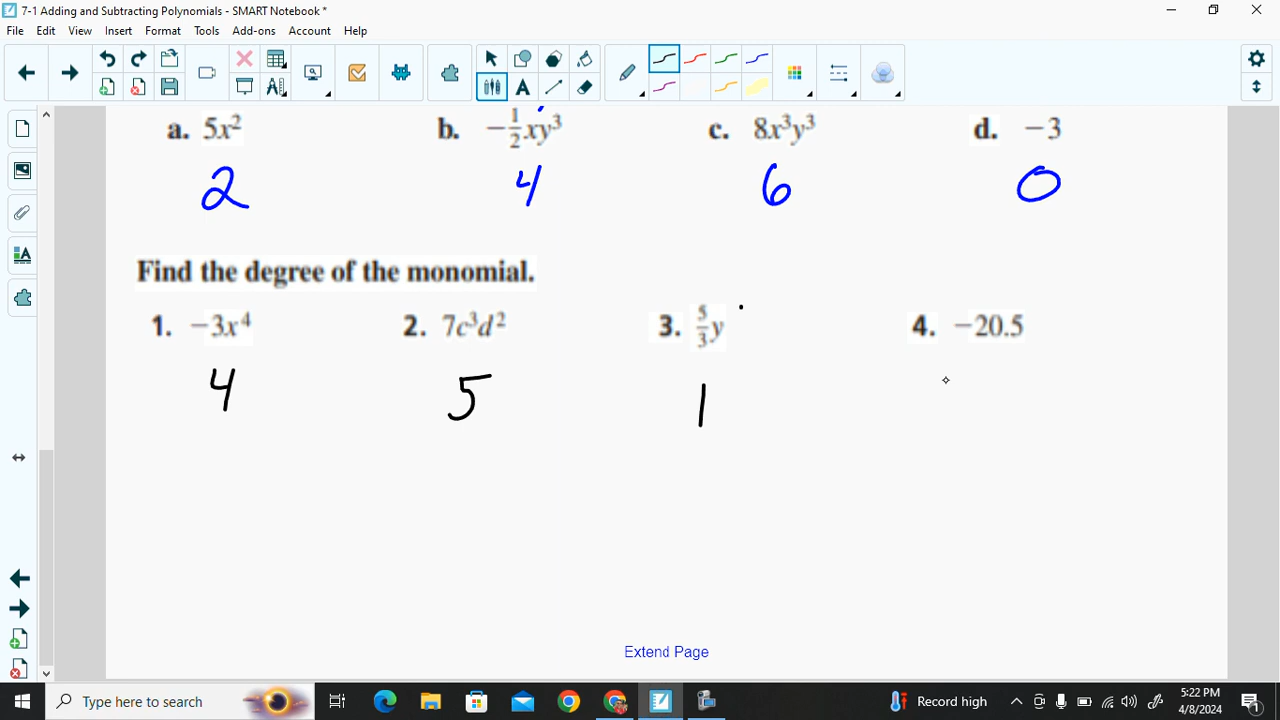 7-1 Adding and Subtracting Polynomials - SMART Notebook *
File Edit View Insert Format Tools Add-ons Account Help
a. 5x² b. −½xy³ c. 8x³y³ d. −3
2 4 6 0
Find the degree of the monomial.
1. −3x⁴ 2. 7c³d² 3. 5/3 y 4. −20.5
4 5 1
Extend Page
Type here to search
Record high
5:22 PM
4/8/2024
1